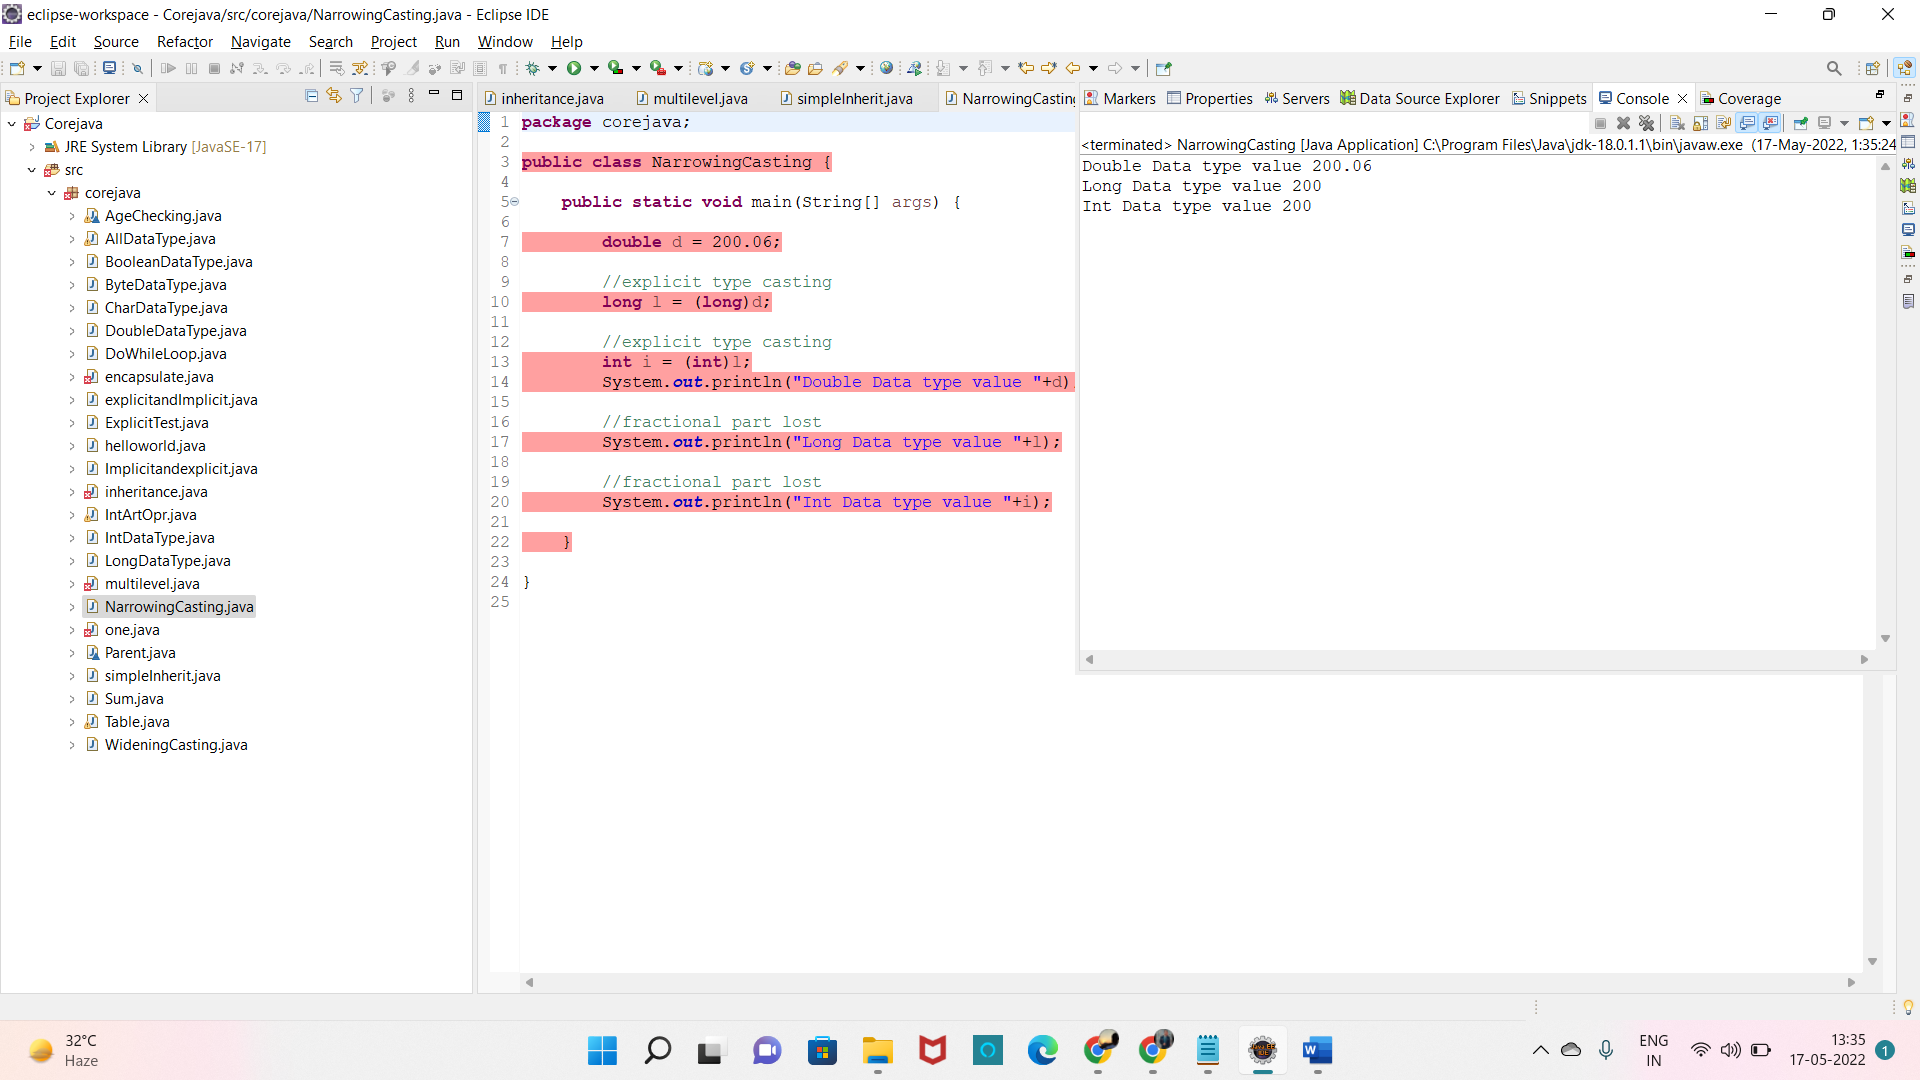 eclipse-workspace - Corejava/src/corejava/NarrowingCasting.java - Eclipse IDE
File Edit Source Refactor Navigate Search Project Run Window Help
Project Explorer
Corejava
JRE System Library [JavaSE-17]
src
corejava
AgeChecking.java
AllDataType.java
BooleanDataType.java
ByteDataType.java
CharDataType.java
DoubleDataType.java
DoWhileLoop.java
encapsulate.java
explicitandImplicit.java
ExplicitTest.java
helloworld.java
Implicitandexplicit.java
inheritance.java
IntArtOpr.java
IntDataType.java
LongDataType.java
multilevel.java
NarrowingCasting.java
one.java
Parent.java
simpleInherit.java
Sum.java
Table.java
WideningCasting.java
inheritance.java multilevel.java simpleInherit.java NarrowingCasting
1 package corejava;
2
3 public class NarrowingCasting {
4
5 public static void main(String[] args) {
6
7 double d = 200.06;
8
9 //explicit type casting
10 long l = (long)d;
11
12 //explicit type casting
13 int i = (int)l;
14 System.out.println("Double Data type value "+d)
15
16 //fractional part lost
17 System.out.println("Long Data type value "+l);
18
19 //fractional part lost
20 System.out.println("Int Data type value "+i);
21
22 }
23
24 }
25
Markers Properties Servers Data Source Explorer Snippets Console Coverage
<terminated> NarrowingCasting [Java Application] C:\Program Files\Java\jdk-18.0.1.1\bin\javaw.exe (17-May-2022, 1:35:24
Double Data type value 200.06
Long Data type value 200
Int Data type value 200
32°C
Haze
ENG
IN
13:35
17-05-2022
1